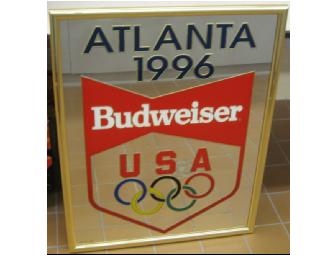 ATLANTA
1996
Budweiser
USA